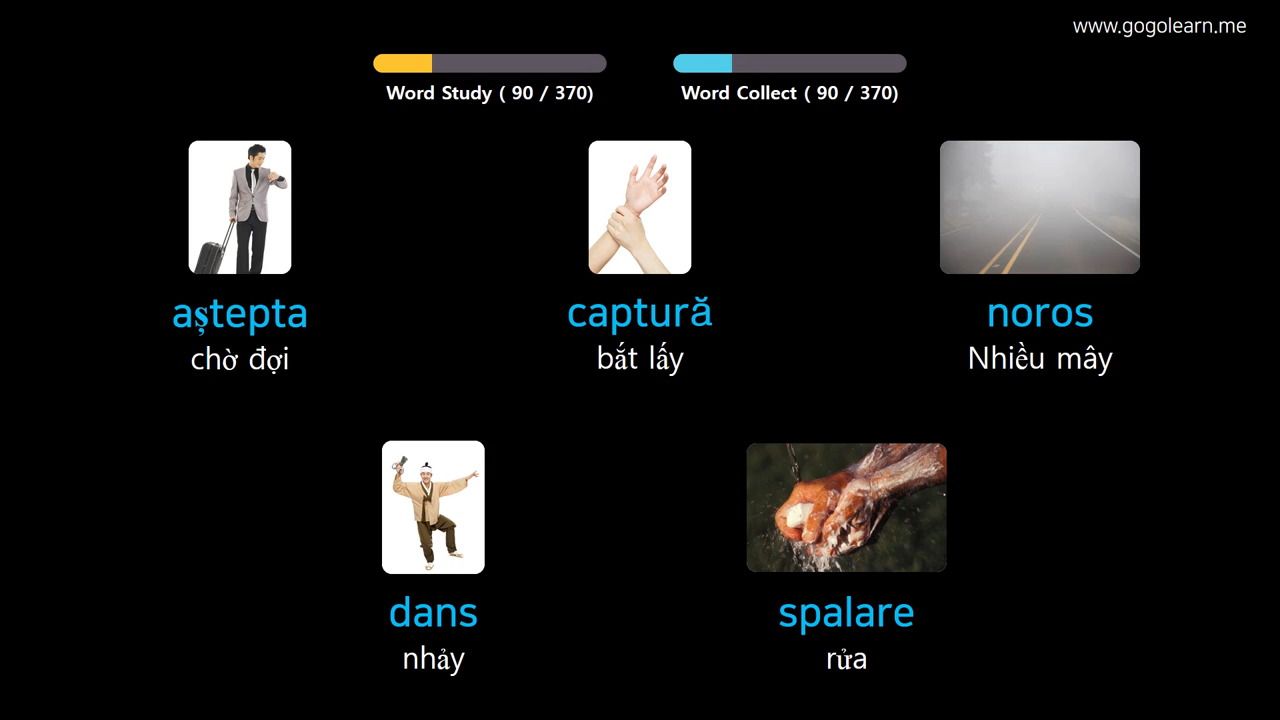 www.gogolearn.me
Word Study ( 90 / 370)
Word Collect ( 90 / 370)
aștepta
chờ đợi
captură
bắt lấy
noros
Nhiều mây
dans
nhảy
spalare
rửa